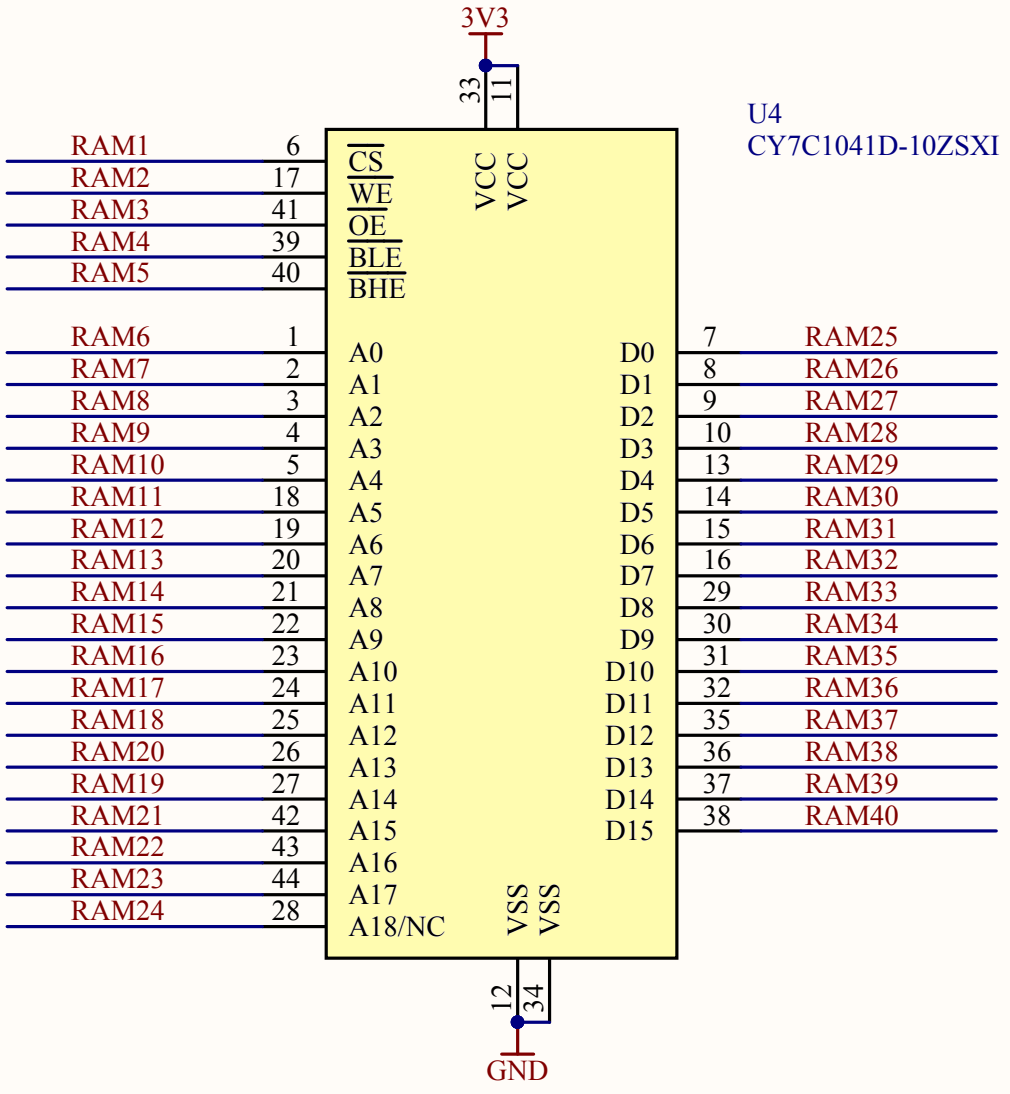 3V3
33 11
U4
CY7C1041D-10ZSXI
VCC VCC
RAM1 6 CS
RAM2 17 WE
RAM3 41 OE
RAM4 39 BLE
RAM5 40 BHE
RAM6 1 A0 D0 7 RAM25
RAM7 2 A1 D1 8 RAM26
RAM8 3 A2 D2 9 RAM27
RAM9 4 A3 D3 10 RAM28
RAM10 5 A4 D4 13 RAM29
RAM11 18 A5 D5 14 RAM30
RAM12 19 A6 D6 15 RAM31
RAM13 20 A7 D7 16 RAM32
RAM14 21 A8 D8 29 RAM33
RAM15 22 A9 D9 30 RAM34
RAM16 23 A10 D10 31 RAM35
RAM17 24 A11 D11 32 RAM36
RAM18 25 A12 D12 35 RAM37
RAM20 26 A13 D13 36 RAM38
RAM19 27 A14 D14 37 RAM39
RAM21 42 A15 D15 38 RAM40
RAM22 43 A16
RAM23 44 A17
RAM24 28 A18/NC
VSS VSS
12 34
GND